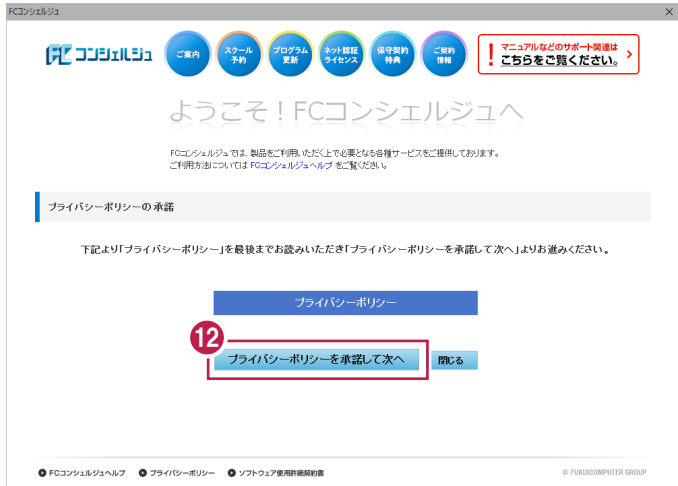 FCコンシェルジュ
×
FC コンシェルジュ
ご案内
スクール
予約
プログラム
更新
ネット認証
ライセンス
保守契約
特典
ご契約
情報
! マニュアルなどのサポート関連は
こちらをご覧ください。
ようこそ！FCコンシェルジュへ
FCコンシェルジュでは、製品をご利用いただく上で必要となる各種サービスをご提供しております。
ご利用方法については FCコンシェルジュヘルプ をご覧ください。
プライバシーポリシーの承諾
下記より「プライバシーポリシー」を最後までお読みいただき「プライバシーポリシーを承諾して次へ」よりお進みください。
プライバシーポリシー
12
プライバシーポリシーを承諾して次へ
閉じる
FCコンシェルジュヘルプ プライバシーポリシー ソフトウェア使用許諾契約書
© FUKUICOMPUTER GROUP